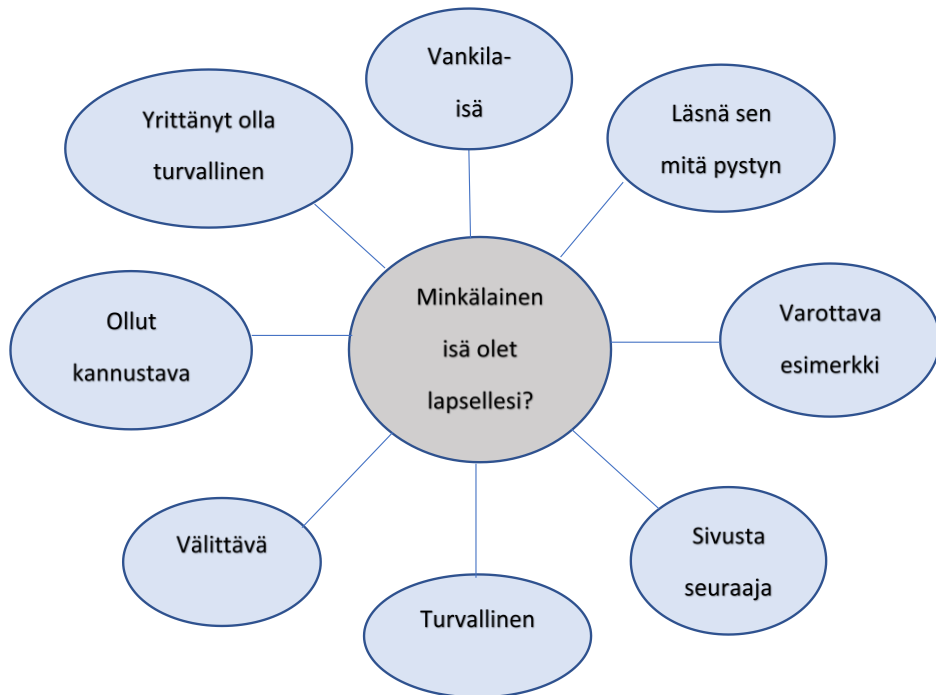 Vankila-
isä
Yrittänyt olla
turvallinen
Läsnä sen
mitä pystyn
Minkälainen
isä olet
lapsellesi?
Ollut
kannustava
Varottava
esimerkki
Välittävä
Sivusta
seuraaja
Turvallinen